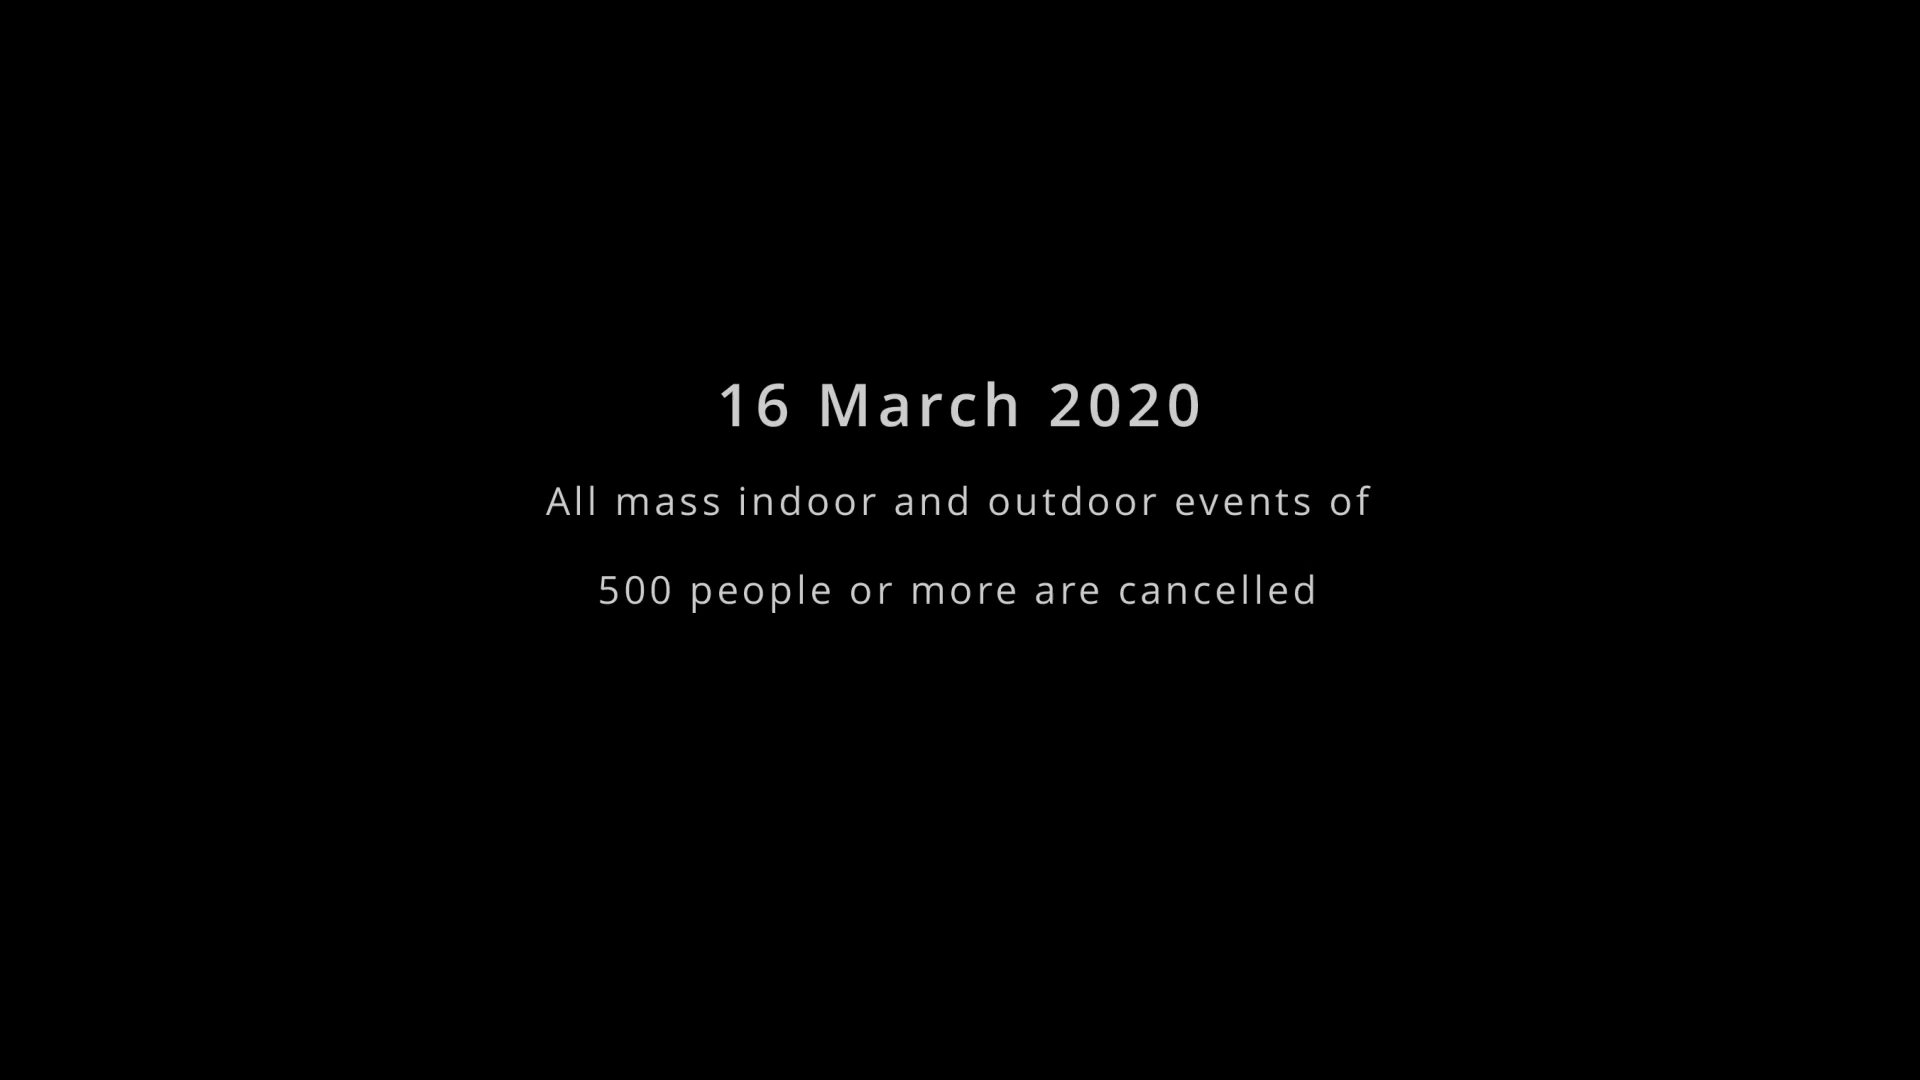 16 March 2020
All mass indoor and outdoor events of
500 people or more are cancelled